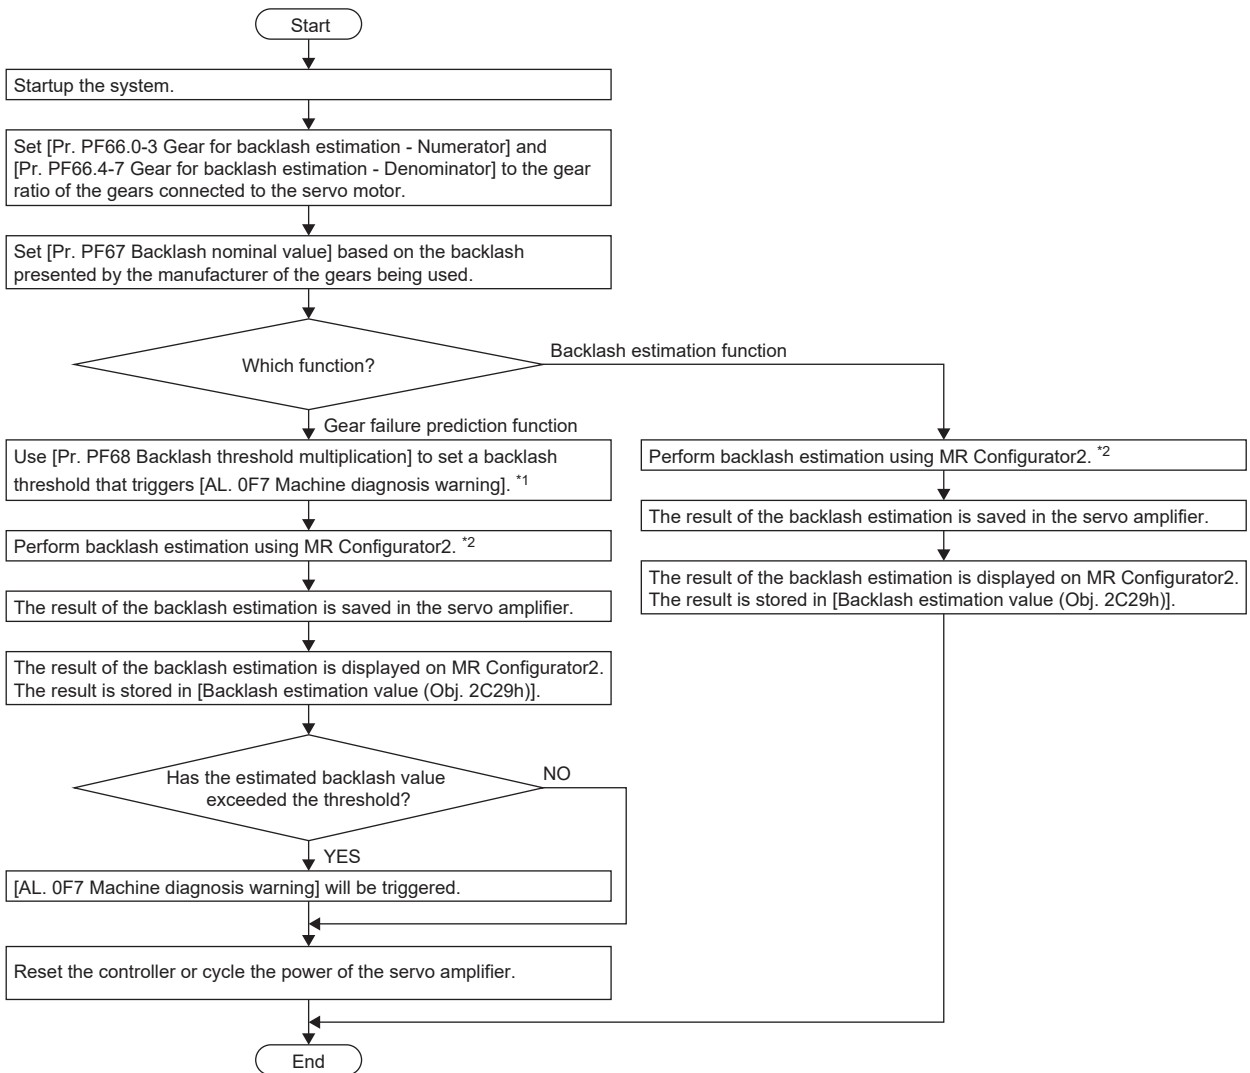 Start
Startup the system.
Set [Pr. PF66.0-3 Gear for backlash estimation - Numerator] and
[Pr. PF66.4-7 Gear for backlash estimation - Denominator] to the gear
ratio of the gears connected to the servo motor.
Set [Pr. PF67 Backlash nominal value] based on the backlash
presented by the manufacturer of the gears being used.
Which function?
Backlash estimation function
Gear failure prediction function
Use [Pr. PF68 Backlash threshold multiplication] to set a backlash
threshold that triggers [AL. 0F7 Machine diagnosis warning]. *1
Perform backlash estimation using MR Configurator2. *2
The result of the backlash estimation is saved in the servo amplifier.
The result of the backlash estimation is displayed on MR Configurator2.
The result is stored in [Backlash estimation value (Obj. 2C29h)].
Has the estimated backlash value
exceeded the threshold?
NO
YES
[AL. 0F7 Machine diagnosis warning] will be triggered.
Reset the controller or cycle the power of the servo amplifier.
Perform backlash estimation using MR Configurator2. *2
The result of the backlash estimation is saved in the servo amplifier.
The result of the backlash estimation is displayed on MR Configurator2.
The result is stored in [Backlash estimation value (Obj. 2C29h)].
End